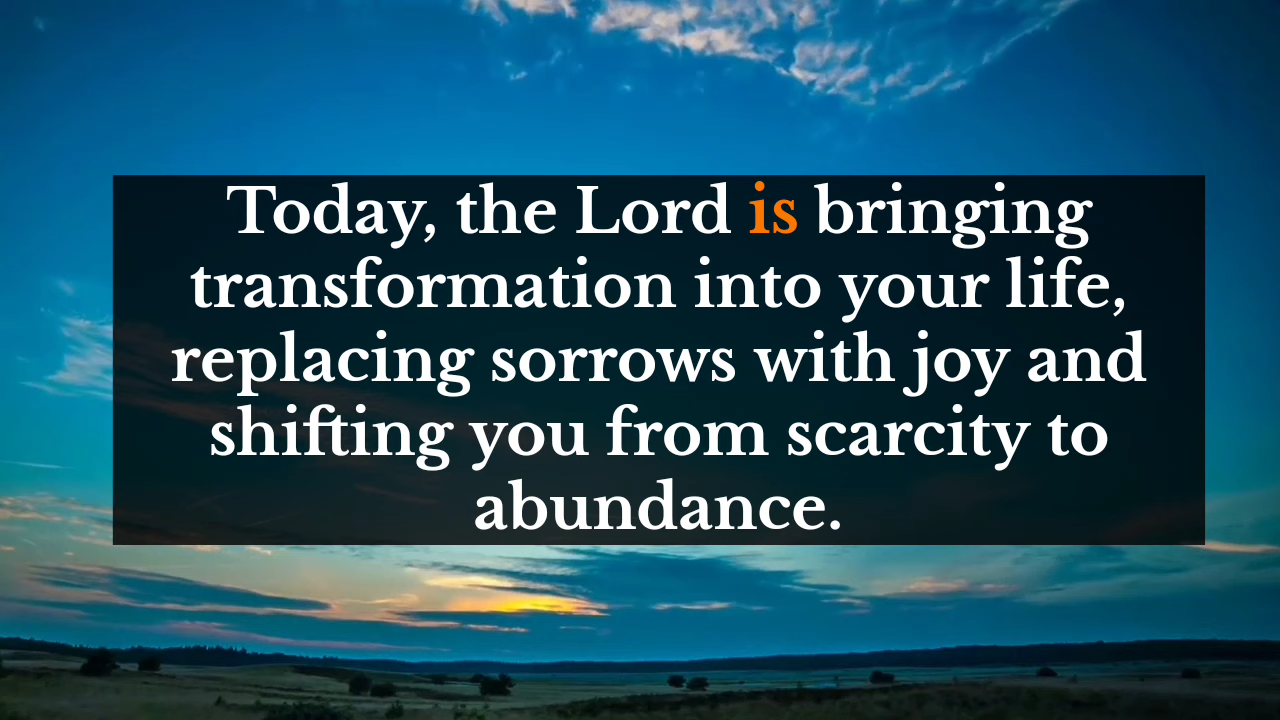 Today, the Lord is bringing
transformation into your life,
replacing sorrows with joy and
shifting you from scarcity to
abundance.